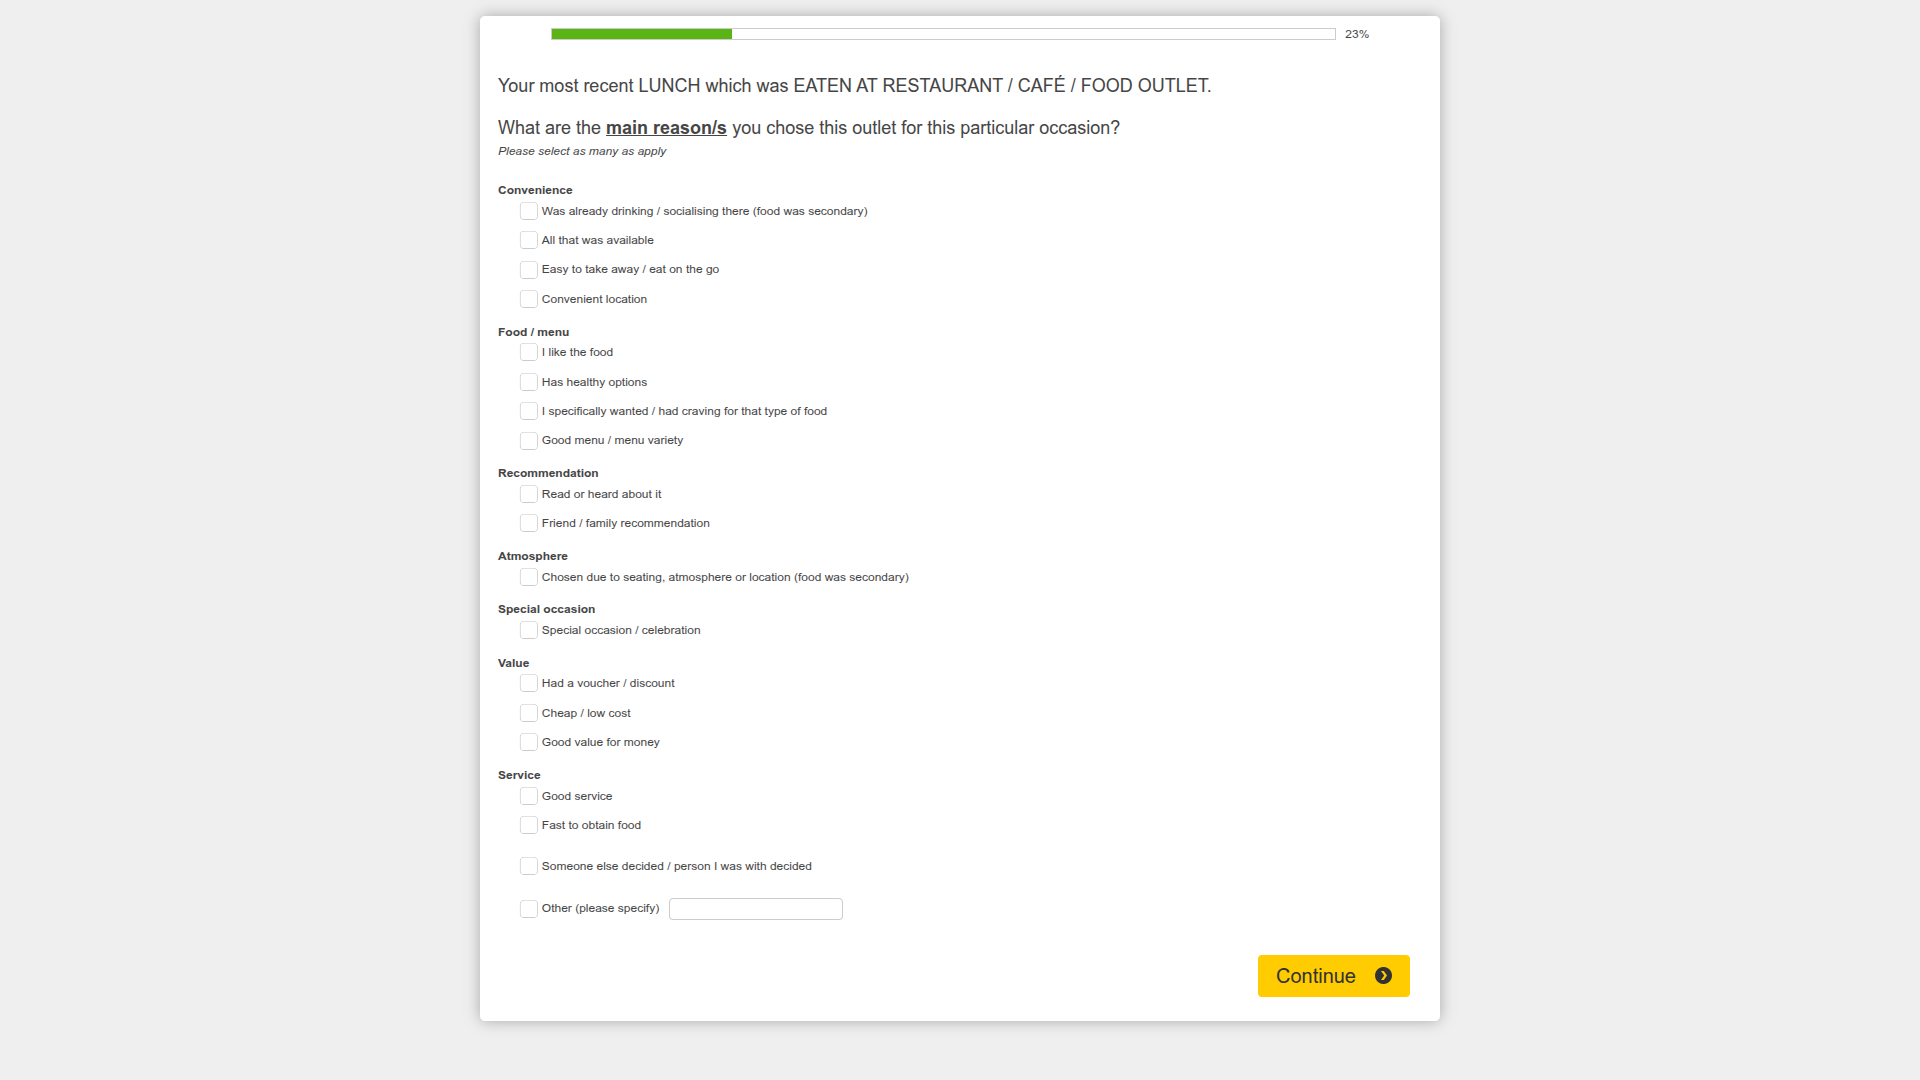 23%
Your most recent LUNCH which was EATEN AT RESTAURANT / CAFÉ / FOOD OUTLET.
What are the main reason/s you chose this outlet for this particular occasion?
Please select as many as apply
Convenience
Was already drinking / socialising there (food was secondary)
All that was available
Easy to take away / eat on the go
Convenient location
Food / menu
I like the food
Has healthy options
I specifically wanted / had craving for that type of food
Good menu / menu variety
Recommendation
Read or heard about it
Friend / family recommendation
Atmosphere
Chosen due to seating, atmosphere or location (food was secondary)
Special occasion
Special occasion / celebration
Value
Had a voucher / discount
Cheap / low cost
Good value for money
Service
Good service
Fast to obtain food
Someone else decided / person I was with decided
Other (please specify)
Continue